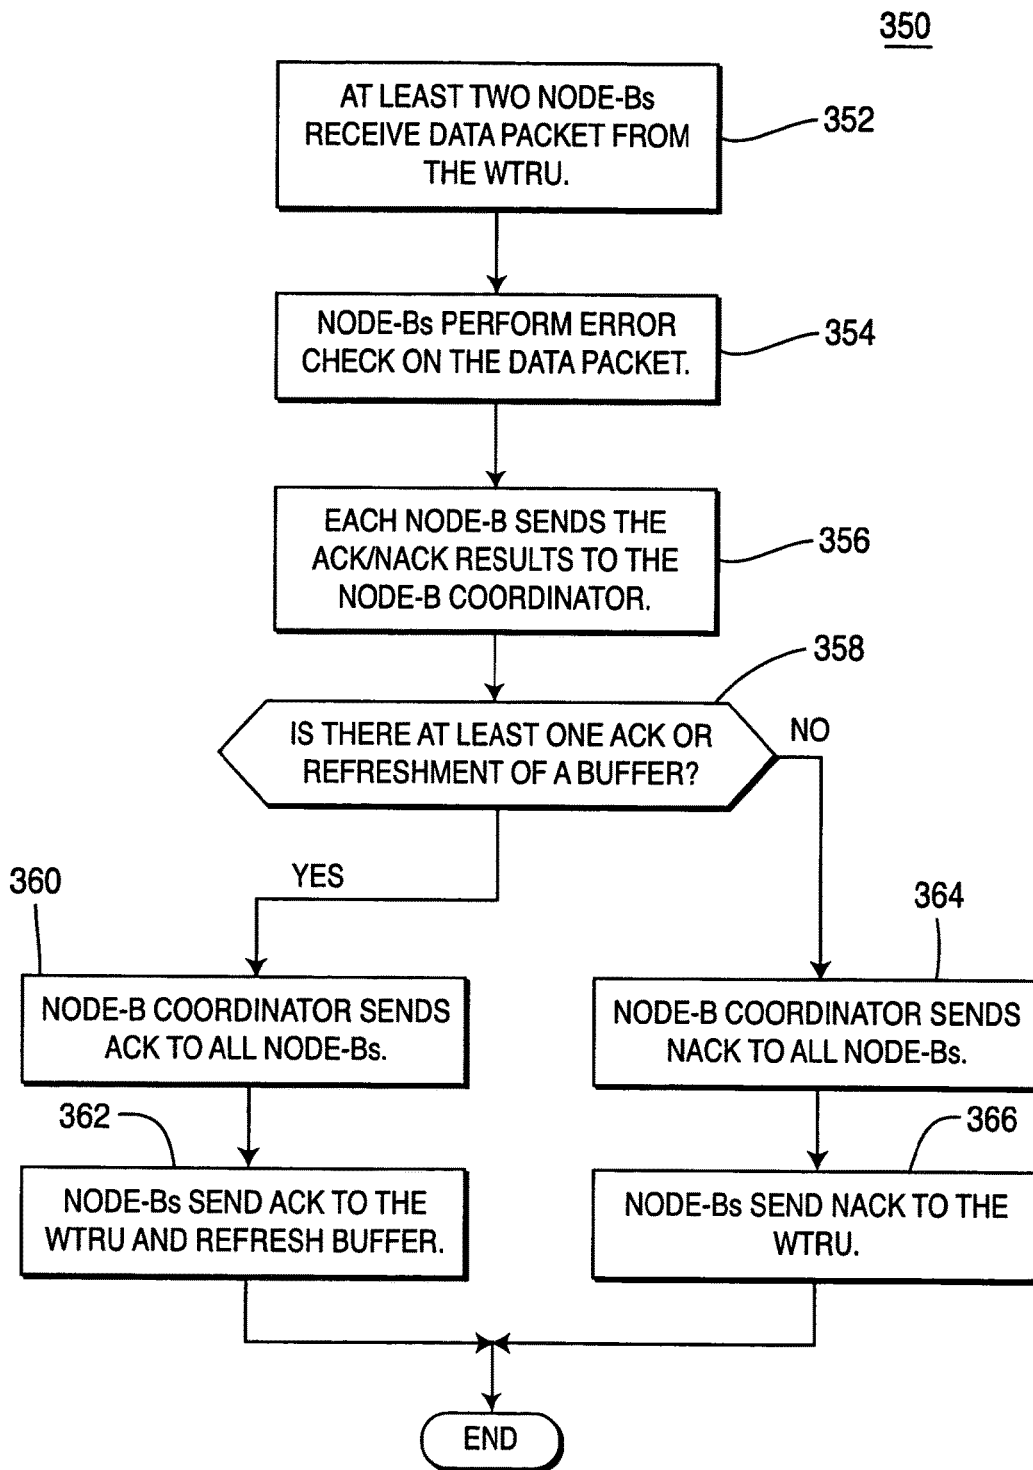 350
AT LEAST TWO NODE-Bs
RECEIVE DATA PACKET FROM
THE WTRU.
352
NODE-Bs PERFORM ERROR
CHECK ON THE DATA PACKET.
354
EACH NODE-B SENDS THE
ACK/NACK RESULTS TO THE
NODE-B COORDINATOR.
356
358
IS THERE AT LEAST ONE ACK OR
REFRESHMENT OF A BUFFER?
NO
YES
360
364
NODE-B COORDINATOR SENDS
ACK TO ALL NODE-Bs.
NODE-B COORDINATOR SENDS
NACK TO ALL NODE-Bs.
362
366
NODE-Bs SEND ACK TO THE
WTRU AND REFRESH BUFFER.
NODE-Bs SEND NACK TO THE
WTRU.
END